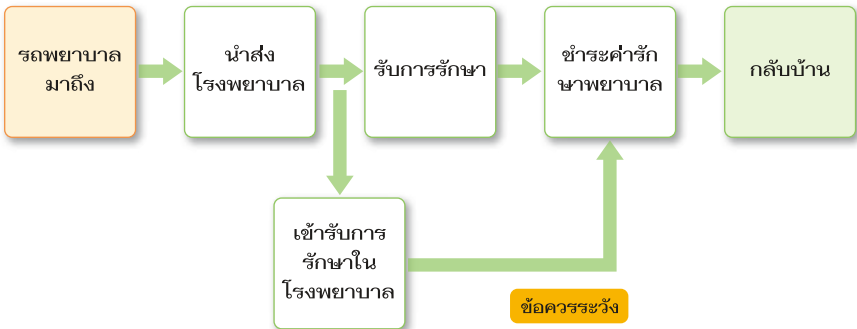 รถพยาบาล
มาถึง
นำส่ง
โรงพยาบาล
รับการรักษา
ชำระค่ารัก
ษาพยาบาล
กลับบ้าน
เข้ารับการ
รักษาใน
โรงพยาบาล
ข้อควรระวัง